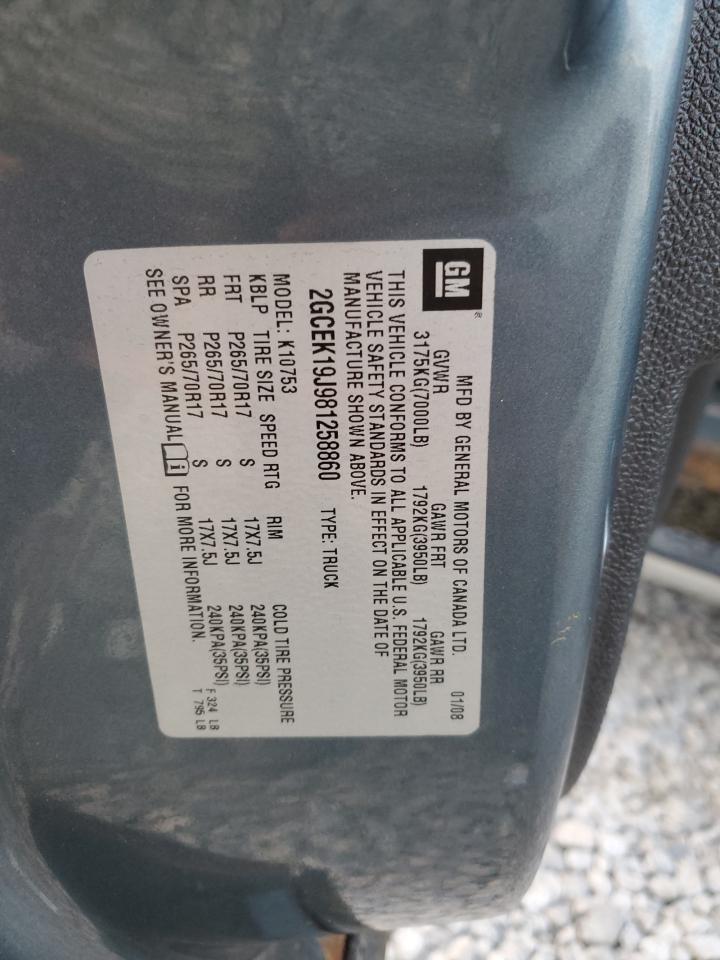 GM ®
MFD BY GENERAL MOTORS OF CANADA LTD. 01/08
GVWR GAWR FRT GAWR RR
3175KG(7000LB) 1792KG(3950LB) 1792KG(3950LB)
THIS VEHICLE CONFORMS TO ALL APPLICABLE U.S. FEDERAL MOTOR
VEHICLE SAFETY STANDARDS IN EFFECT ON THE DATE OF
MANUFACTURE SHOWN ABOVE.
2GCEK19J981258860 TYPE: TRUCK
MODEL: K10753
KBLP TIRE SIZE SPEED RTG RIM COLD TIRE PRESSURE
FRT P265/70R17 S 17X7.5J 240KPA(35PSI)
RR P265/70R17 S 17X7.5J 240KPA(35PSI)
SPA P265/70R17 S 17X7.5J 240KPA(35PSI)
SEE OWNER'S MANUAL i FOR MORE INFORMATION.
F 324 LB
T 795 LB